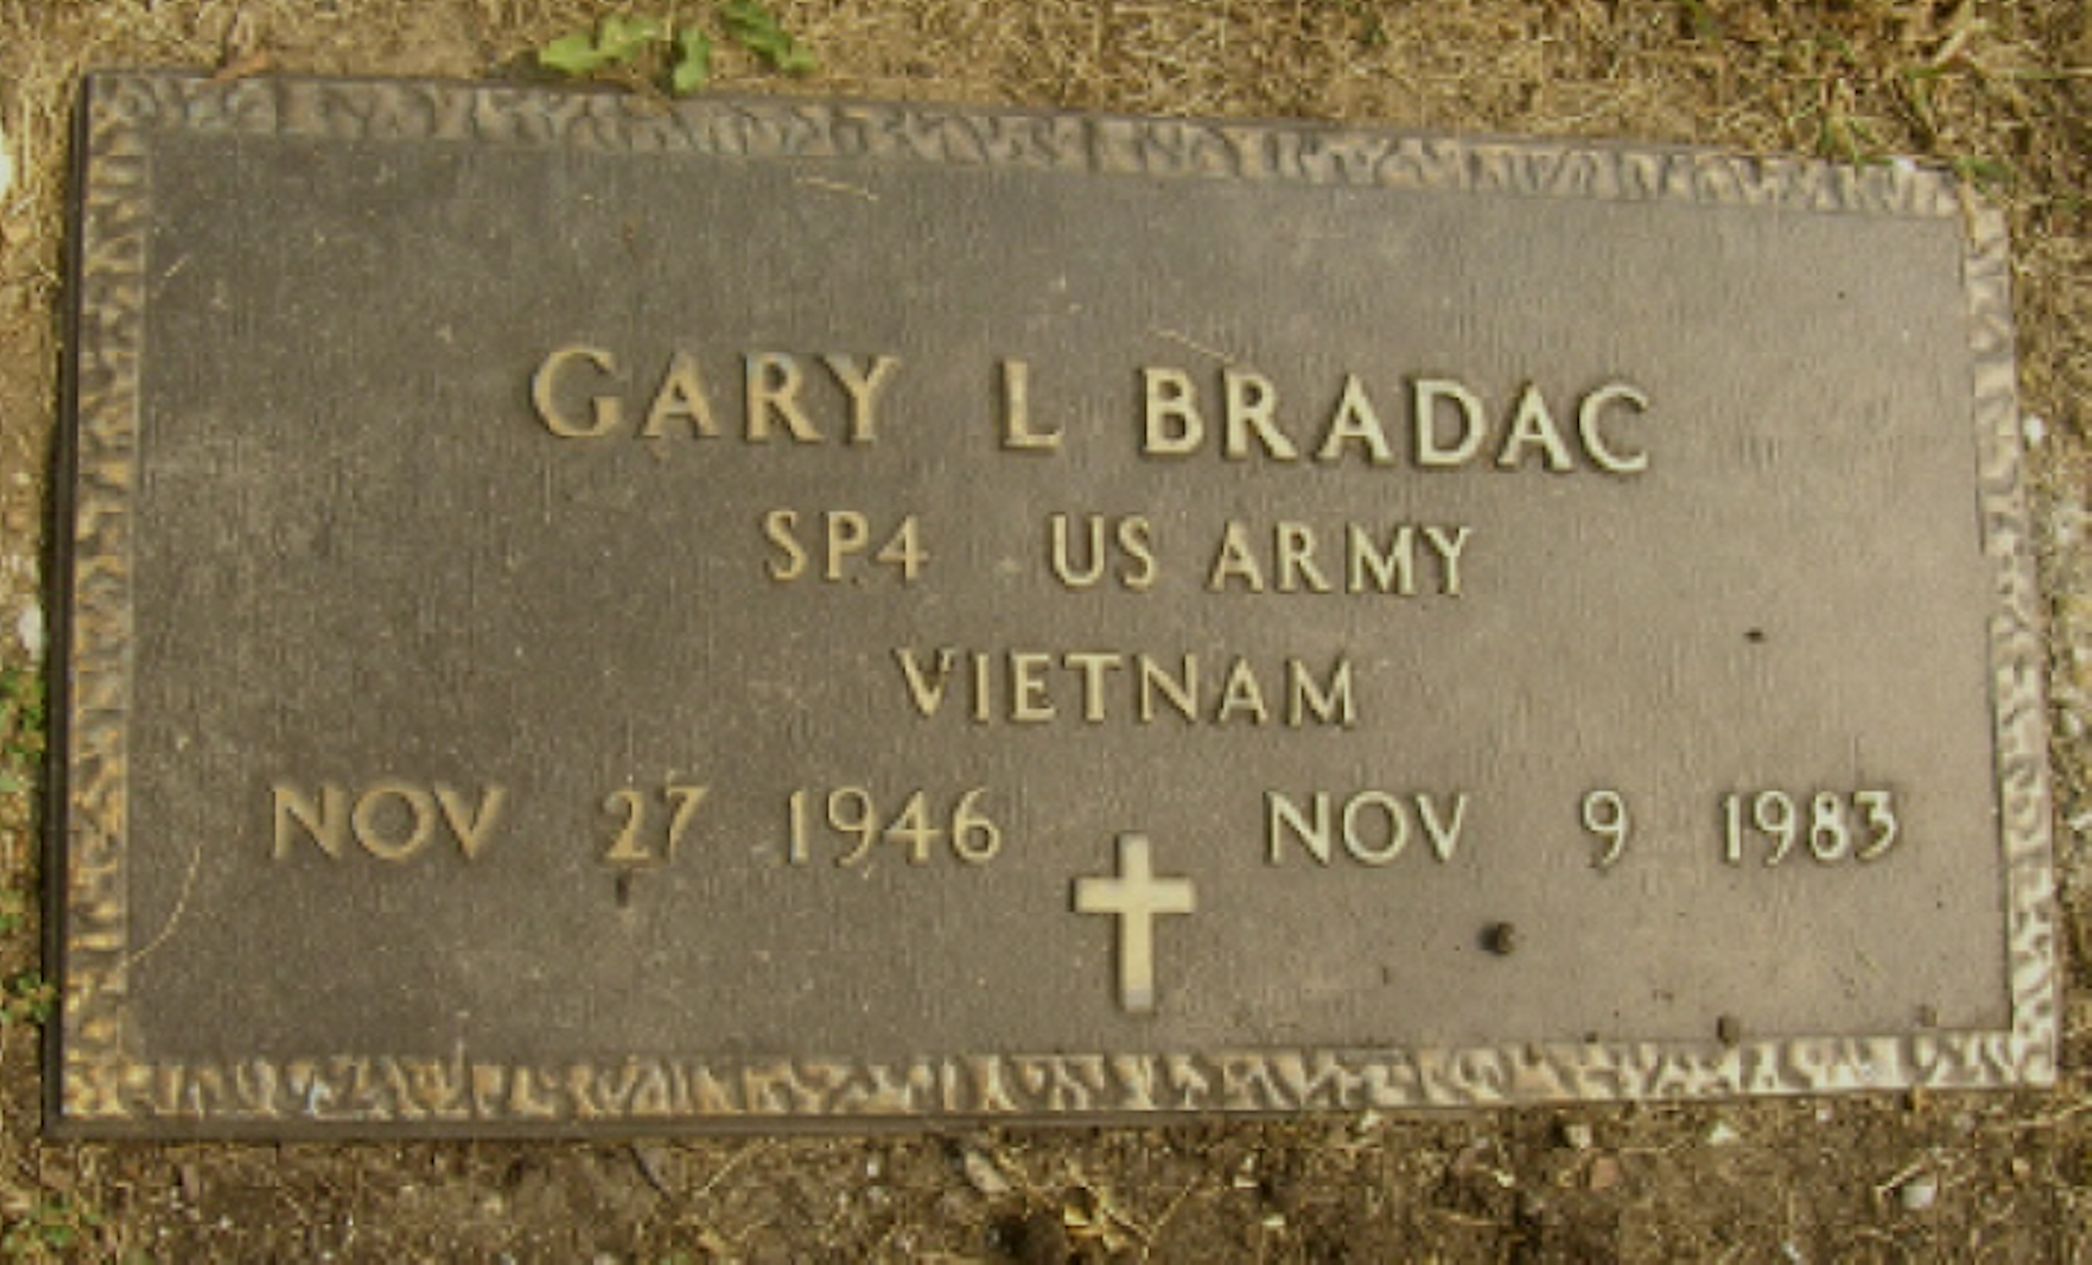 GARY L BRADAC
SP4 US ARMY
VIETNAM
NOV 27 1946 NOV 9 1983